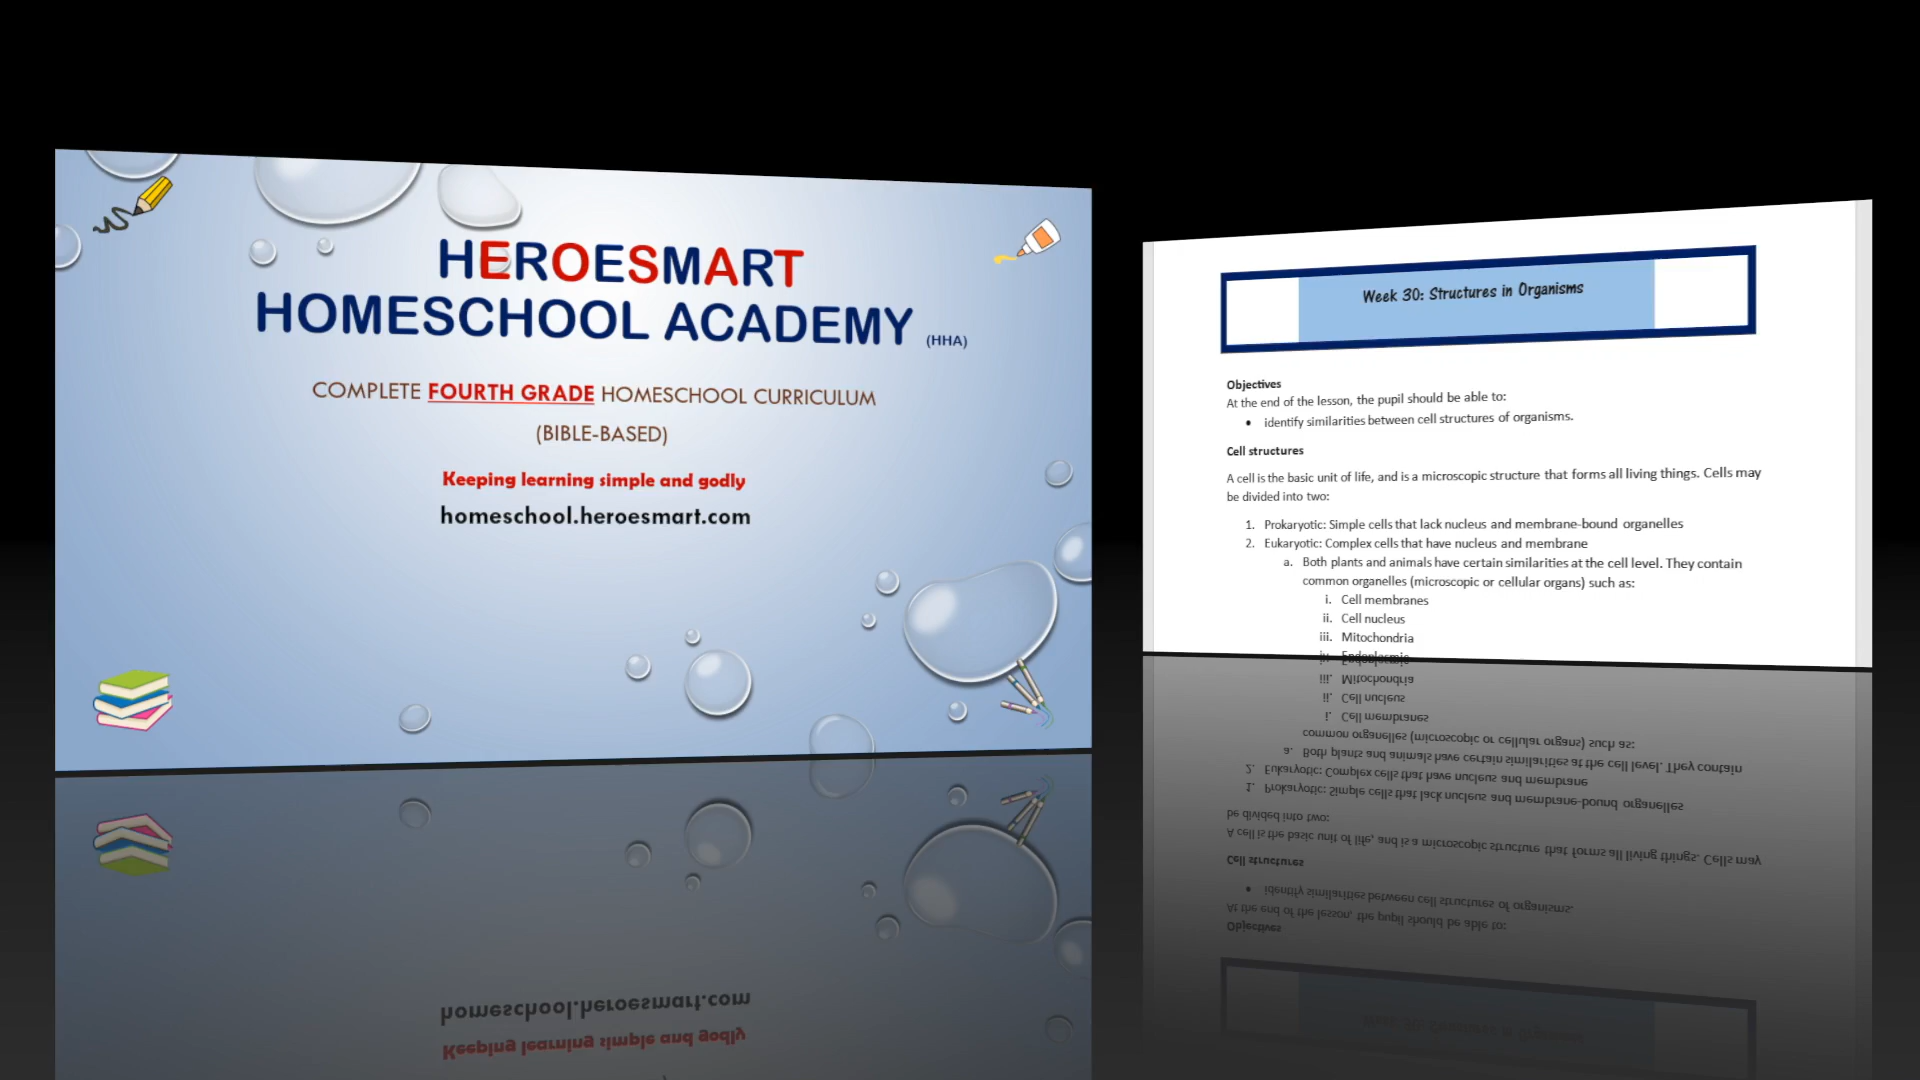 HEROESMART
HOMESCHOOL ACADEMY (HHA)
COMPLETE FOURTH GRADE HOMESCHOOL CURRICULUM
(BIBLE-BASED)
Keeping learning simple and godly
homeschool.heroesmart.com
Week 30: Structures in Organisms
Objectives
At the end of the lesson, the pupil should be able to:
• identify similarities between cell structures of organisms.
Cell structures
A cell is the basic unit of life, and is a microscopic structure that forms all living things. Cells may
be divided into two:
1. Prokaryotic: Simple cells that lack nucleus and membrane-bound organelles
2. Eukaryotic: Complex cells that have nucleus and membrane
a. Both plants and animals have certain similarities at the cell level. They contain
common organelles (microscopic or cellular organs) such as:
i. Cell membranes
ii. Cell nucleus
iii. Mitochondria